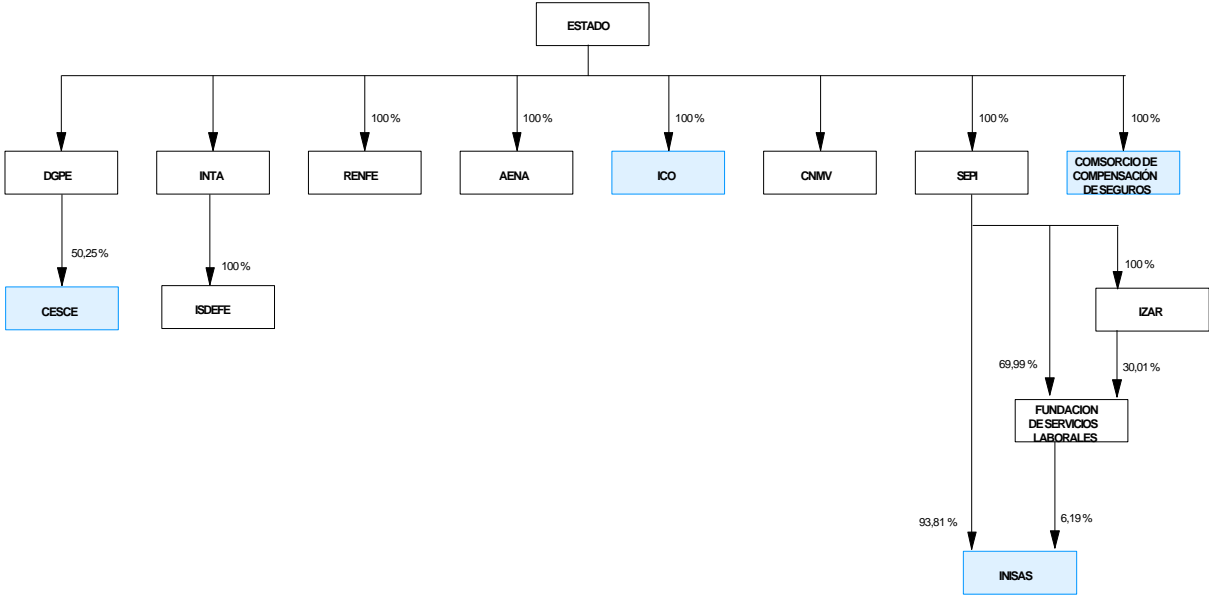 ESTADO
100 %
100 %
100 %
100 %
100 %
DGPE
INTA
RENFE
AENA
ICO
CNMV
SEPI
COMSORCIO DE
COMPENSACIÓN
DE SEGUROS
50,25 %
100 %
100 %
CESCE
ISDEFE
IZAR
69,99 %
30,01 %
FUNDACION
DE SERVICIOS
LABORALES
93,81 %
6,19 %
INISAS